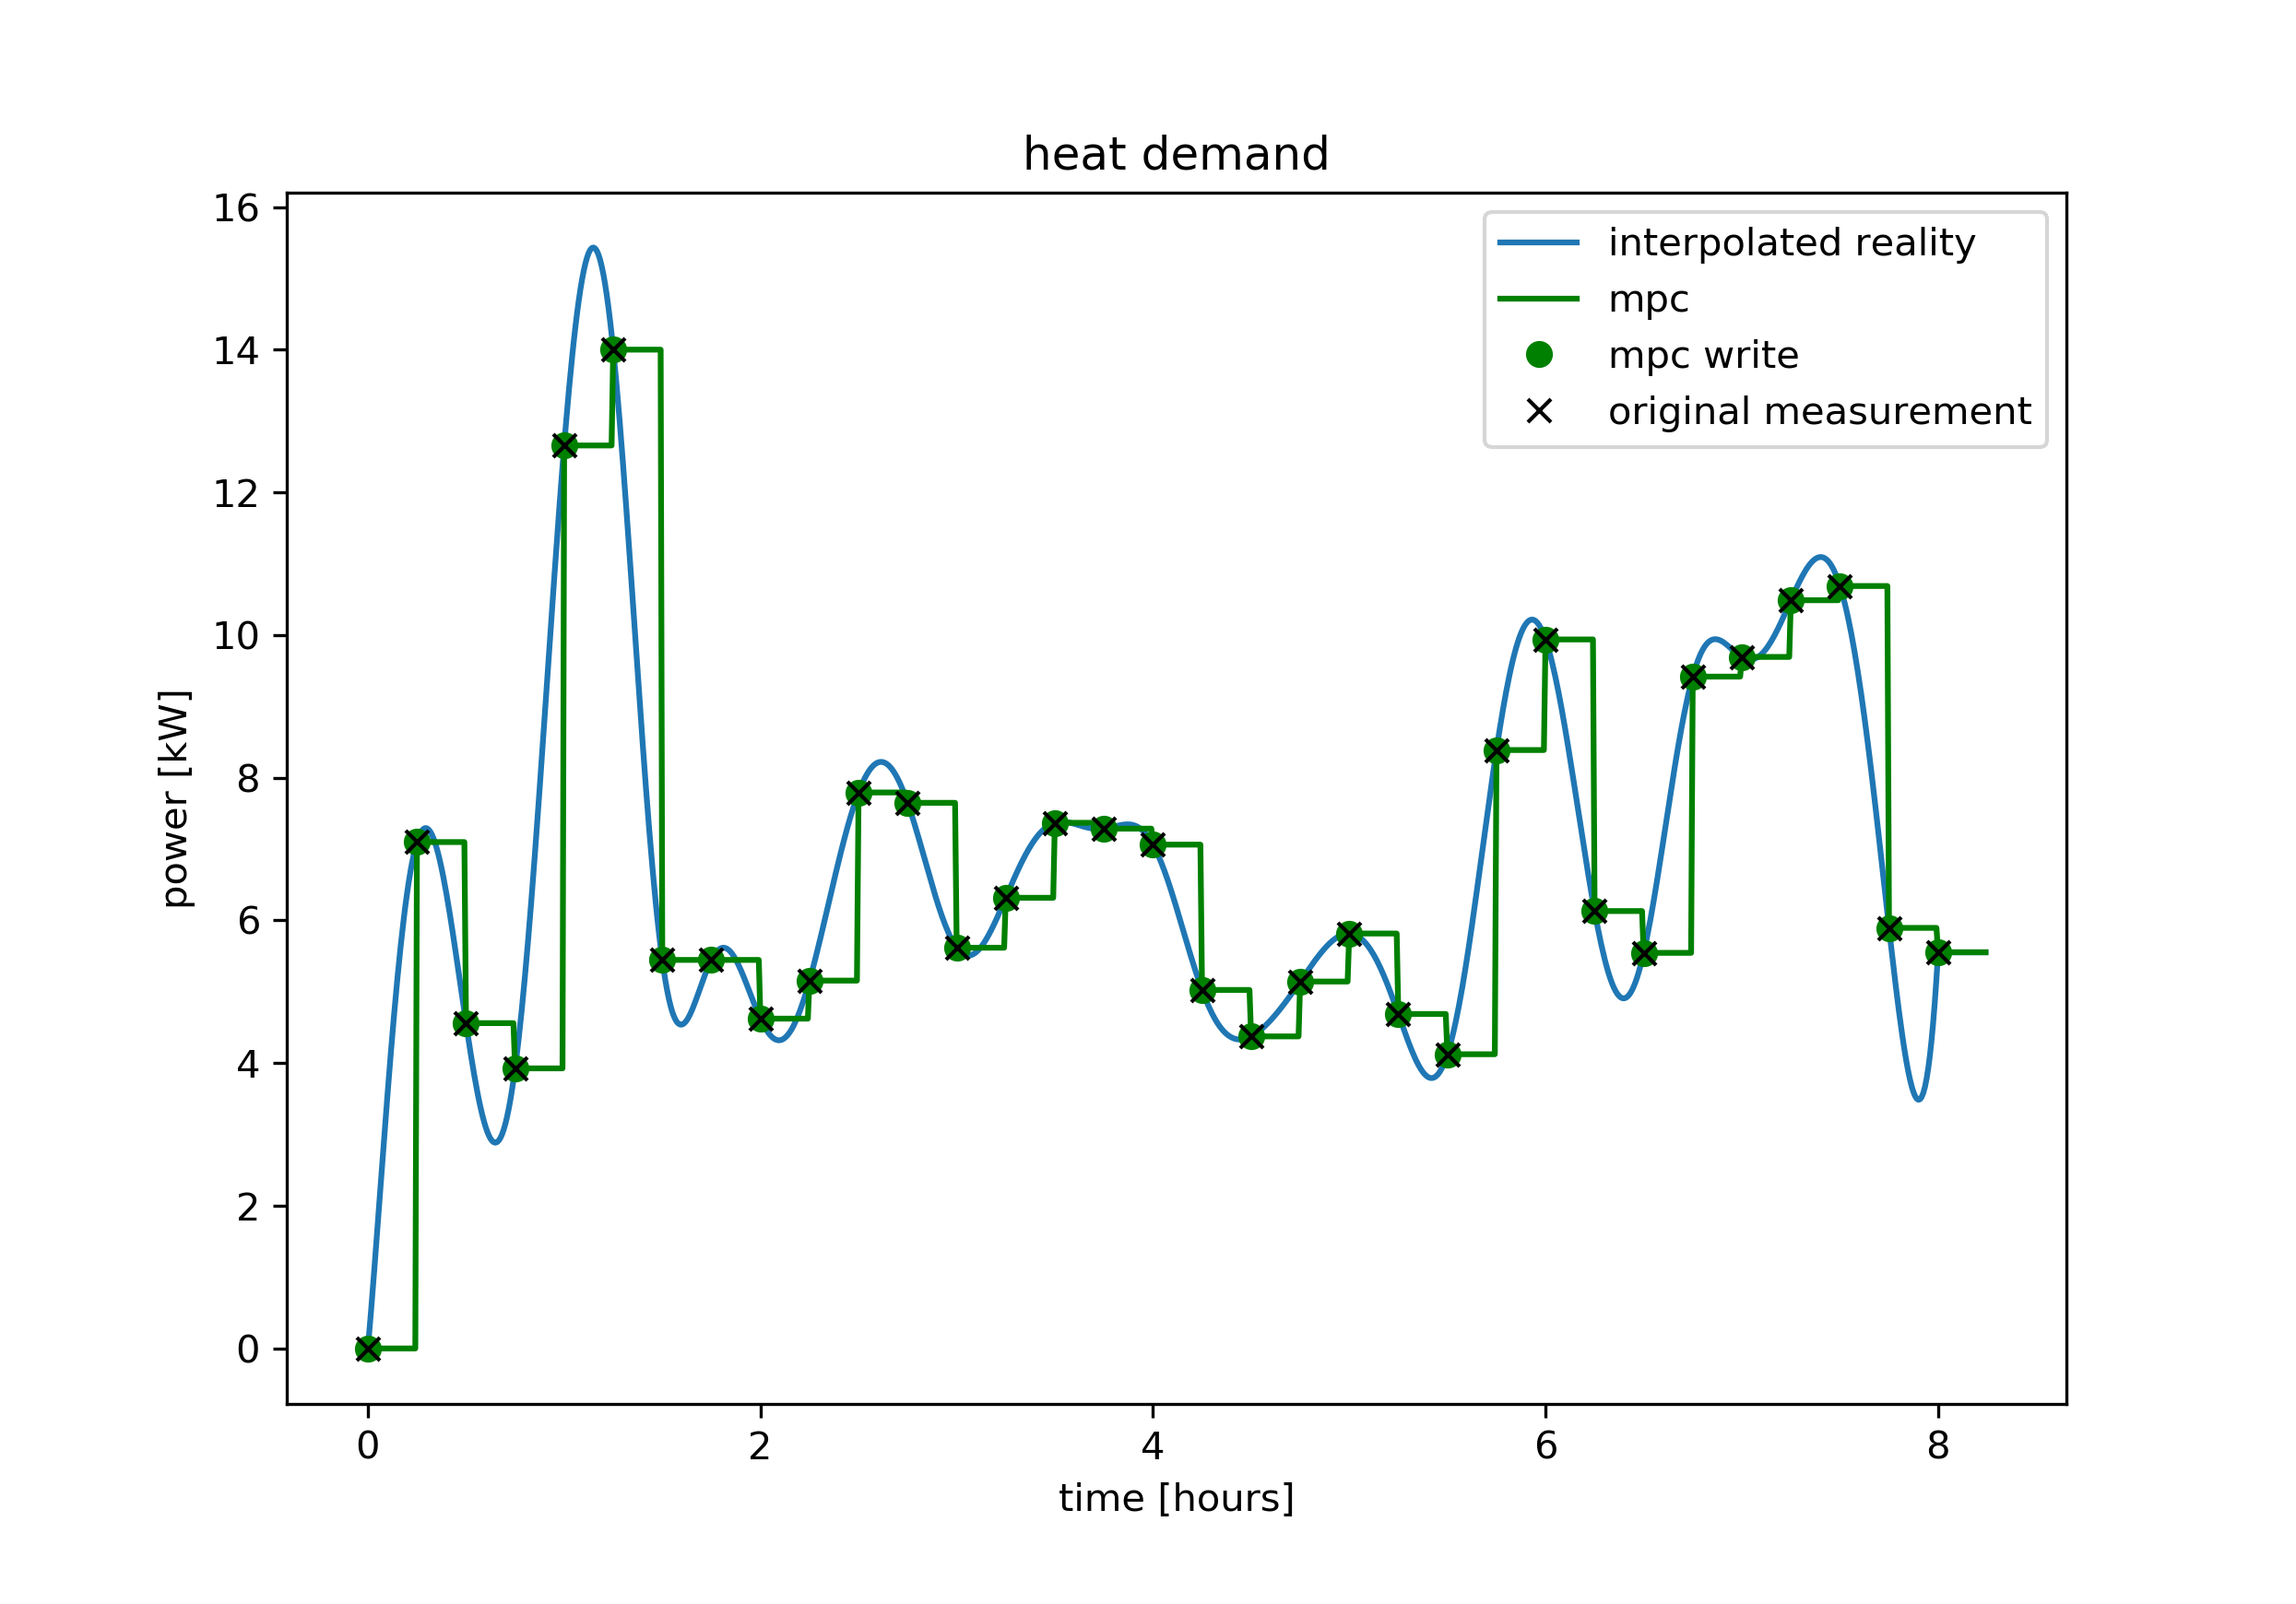 heat demand
16
14
12
10
8
6
4
2
0
power [kW]
interpolated reality
mpc
mpc write
original measurement
0 2 4 6 8
time [hours]